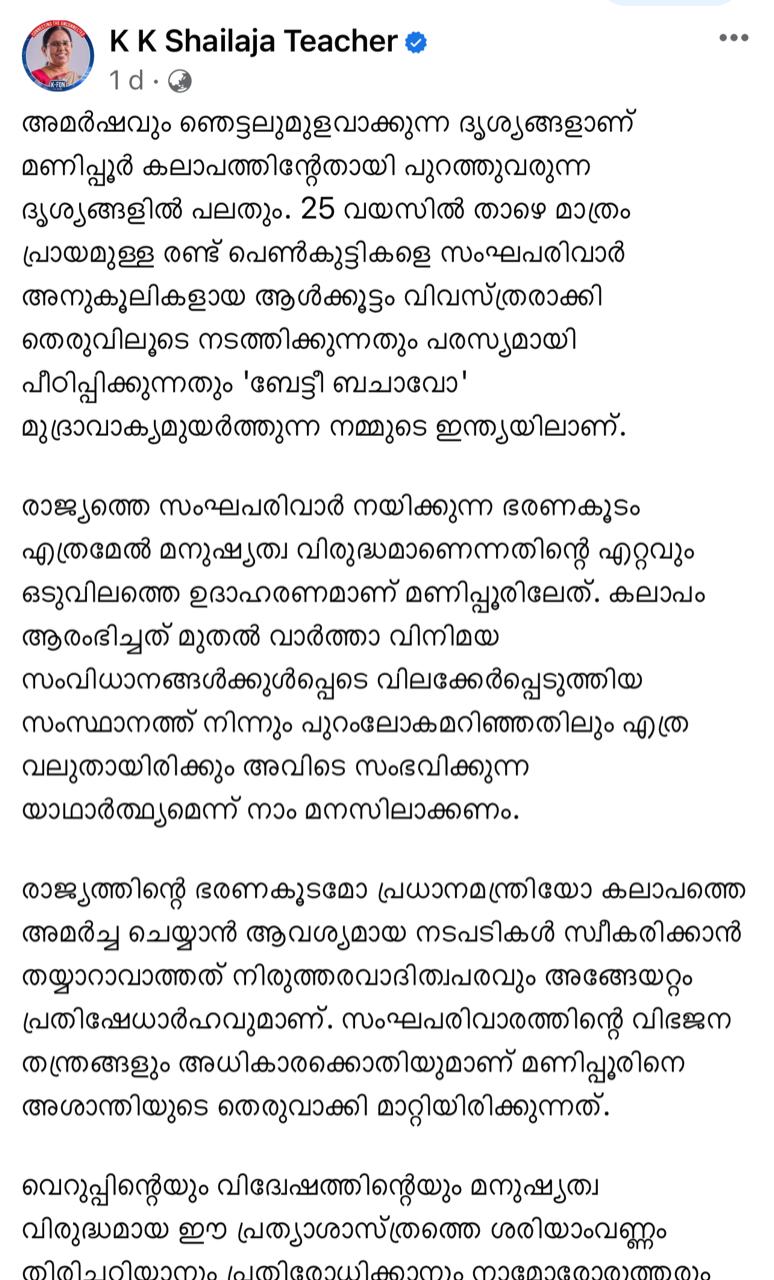 K K Shailaja Teacher
1 d ·
അമർഷവും ഞെട്ടലുമുളവാക്കുന്ന ദൃശ്യങ്ങളാണ്
മണിപ്പൂർ കലാപത്തിന്റേതായി പുറത്തുവരുന്ന
ദൃശ്യങ്ങളിൽ പലതും. 25 വയസിൽ താഴെ മാത്രം
പ്രായമുള്ള രണ്ട് പെൺകുട്ടികളെ സംഘപരിവാർ
അനുകൂലികളായ ആൾക്കൂട്ടം വിവസ്ത്രരാക്കി
തെരുവിലൂടെ നടത്തിക്കുന്നതും പരസ്യമായി
പീഠിപ്പിക്കുന്നതും 'ബേട്ടീ ബചാവോ'
മുദ്രാവാക്യമുയർത്തുന്ന നമ്മുടെ ഇന്ത്യയിലാണ്.
രാജ്യത്തെ സംഘപരിവാർ നയിക്കുന്ന ഭരണകൂടം
എത്രമേൽ മനുഷ്യത്വ വിരുദ്ധമാണെന്നതിന്റെ ഏറ്റവും
ഒടുവിലത്തെ ഉദാഹരണമാണ് മണിപ്പൂരിലേത്. കലാപം
ആരംഭിച്ചത് മുതൽ വാർത്താ വിനിമയ
സംവിധാനങ്ങൾക്കുൾപ്പെടെ വിലക്കേർപ്പെടുത്തിയ
സംസ്ഥാനത്ത് നിന്നും പുറംലോകമറിഞ്ഞതിലും എത്ര
വലുതായിരിക്കും അവിടെ സംഭവിക്കുന്ന
യാഥാർത്ഥ്യമെന്ന് നാം മനസിലാക്കണം.
രാജ്യത്തിന്റെ ഭരണകൂടമോ പ്രധാനമന്ത്രിയോ കലാപത്തെ
അമർച്ച ചെയ്യാൻ ആവശ്യമായ നടപടികൾ സ്വീകരിക്കാൻ
തയ്യാറാവാത്തത് നിരുത്തരവാദിത്വപരവും അങ്ങേയറ്റം
പ്രതിഷേധാർഹവുമാണ്. സംഘപരിവാരത്തിന്റെ വിഭജന
തന്ത്രങ്ങളും അധികാരക്കൊതിയുമാണ് മണിപ്പൂരിനെ
അശാന്തിയുടെ തെരുവാക്കി മാറ്റിയിരിക്കുന്നത്.
വെറുപ്പിന്റെയും വിദ്വേഷത്തിന്റെയും മനുഷ്യത്വ
വിരുദ്ധമായ ഈ പ്രത്യാശാസ്ത്രത്തെ ശരിയാംവണ്ണം
തിരിച്ചറിയാനും പ്രതിരോധിക്കാനും നാമോരോരുത്തരും